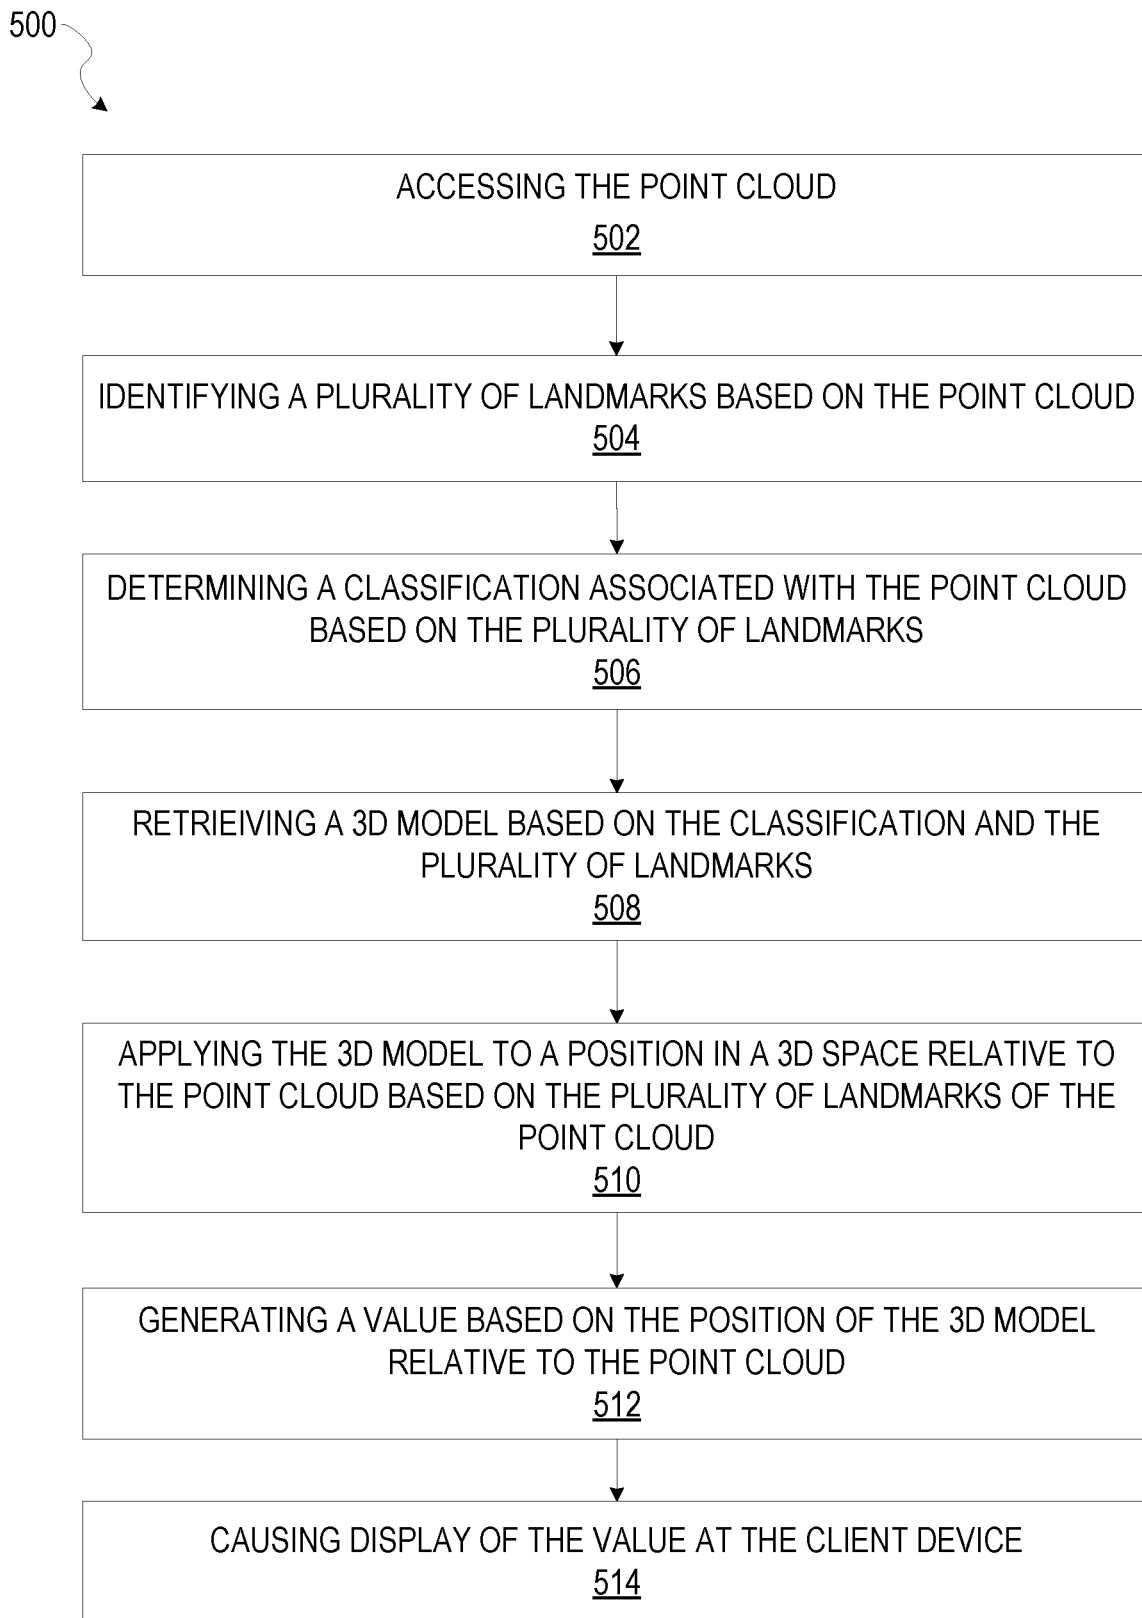 500
ACCESSING THE POINT CLOUD
502
IDENTIFYING A PLURALITY OF LANDMARKS BASED ON THE POINT CLOUD
504
DETERMINING A CLASSIFICATION ASSOCIATED WITH THE POINT CLOUD
BASED ON THE PLURALITY OF LANDMARKS
506
RETRIEIVING A 3D MODEL BASED ON THE CLASSIFICATION AND THE
PLURALITY OF LANDMARKS
508
APPLYING THE 3D MODEL TO A POSITION IN A 3D SPACE RELATIVE TO
THE POINT CLOUD BASED ON THE PLURALITY OF LANDMARKS OF THE
POINT CLOUD
510
GENERATING A VALUE BASED ON THE POSITION OF THE 3D MODEL
RELATIVE TO THE POINT CLOUD
512
CAUSING DISPLAY OF THE VALUE AT THE CLIENT DEVICE
514